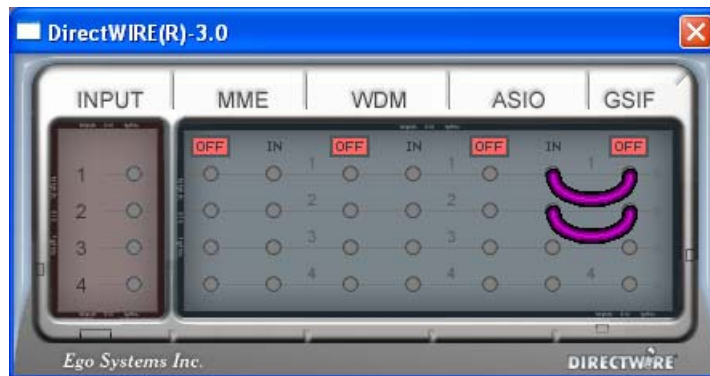 DirectWIRE(R)-3.0
INPUT MME WDM ASIO GSIF
OFF IN OFF IN OFF IN OFF
1 1 1 1
2 2 2
3 3 3
4 4 4 4
Ego Systems Inc. DIRECTWIRE